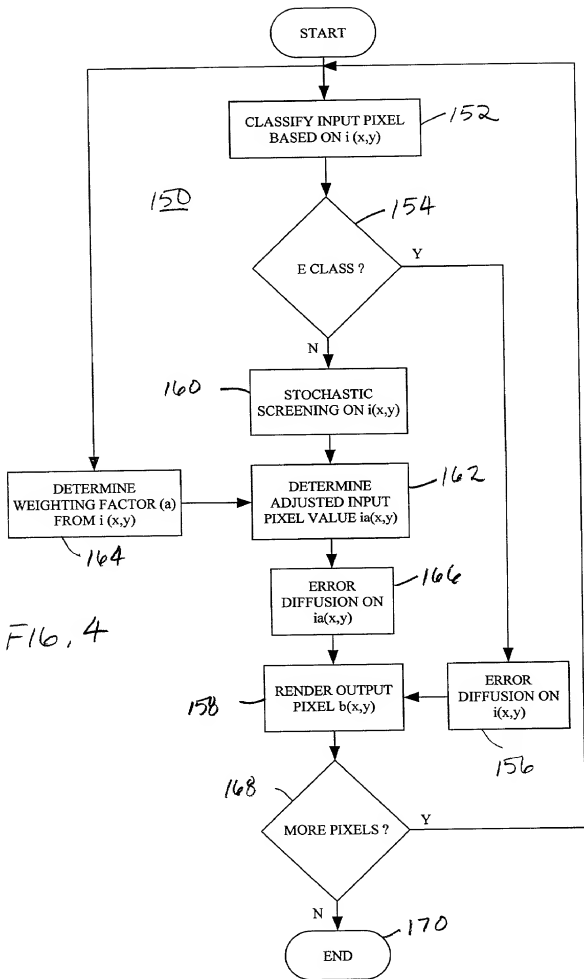 START
CLASSIFY INPUT PIXEL
BASED ON i (x,y)
152
150
154
E CLASS ?
Y
N
160
STOCHASTIC
SCREENING ON i(x,y)
162
DETERMINE
WEIGHTING FACTOR (a)
FROM i (x,y)
164
DETERMINE
ADJUSTED INPUT
PIXEL VALUE ia(x,y)
166
ERROR
DIFFUSION ON
ia(x,y)
FIG. 4
158
RENDER OUTPUT
PIXEL b(x,y)
ERROR
DIFFUSION ON
i(x,y)
156
168
MORE PIXELS ?
Y
N
170
END